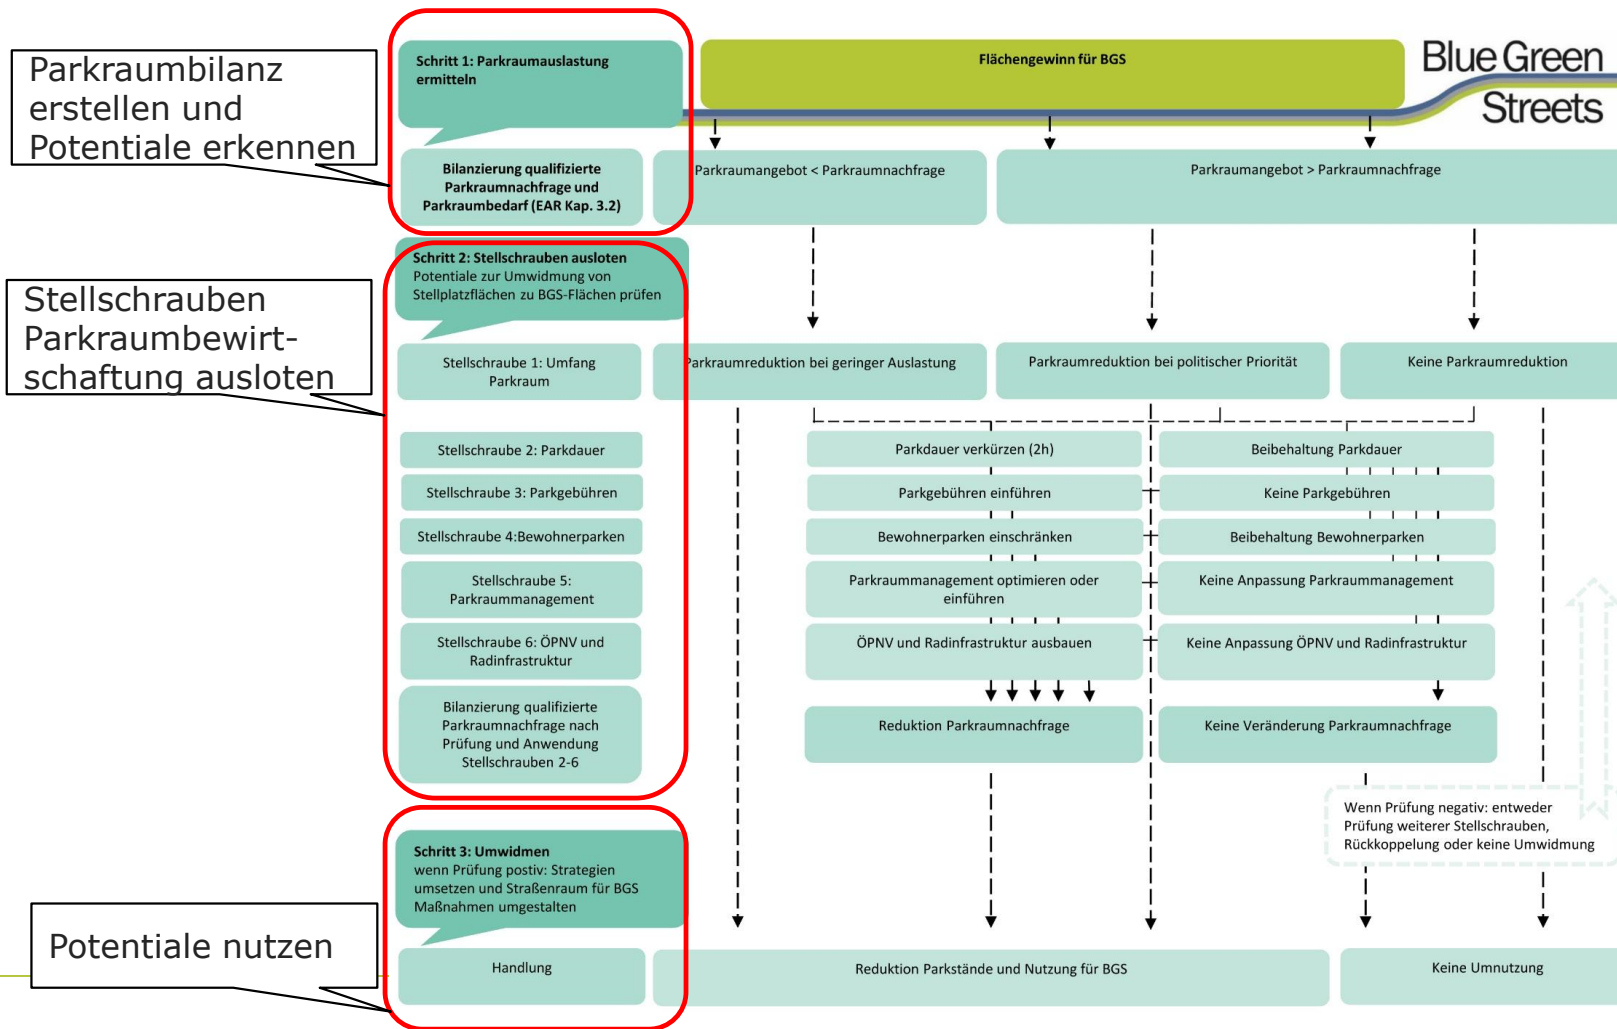 Parkraumbilanz
erstellen und
Potentiale erkennen
Schritt 1: Parkraumauslastung
ermitteln
Flächengewinn für BGS
Blue Green
Streets
Bilanzierung qualifizierte
Parkraumnachfrage und
Parkraumbedarf (EAR Kap. 3.2)
Parkraumangebot < Parkraumnachfrage
Parkraumangebot > Parkraumnachfrage
Stellschrauben
Parkraumbewirt-
schaftung ausloten
Schritt 2: Stellschrauben ausloten
Potentiale zur Umwidmung von
Stellplatzflächen zu BGS-Flächen prüfen
Stellschraube 1: Umfang
Parkraum
Parkraumreduktion bei geringer Auslastung
Parkraumreduktion bei politischer Priorität
Keine Parkraumreduktion
Stellschraube 2: Parkdauer
Parkdauer verkürzen (2h)
Beibehaltung Parkdauer
Stellschraube 3: Parkgebühren
Parkgebühren einführen
Keine Parkgebühren
Stellschraube 4:Bewohnerparken
Bewohnerparken einschränken
Beibehaltung Bewohnerparken
Stellschraube 5:
Parkraummanagement
Parkraummanagement optimieren oder
einführen
Keine Anpassung Parkraummanagement
Stellschraube 6: ÖPNV und
Radinfrastruktur
ÖPNV und Radinfrastruktur ausbauen
Keine Anpassung ÖPNV und Radinfrastruktur
Bilanzierung qualifizierte
Parkraumnachfrage nach
Prüfung und Anwendung
Stellschrauben 2-6
Reduktion Parkraumnachfrage
Keine Veränderung Parkraumnachfrage
Wenn Prüfung negativ: entweder
Prüfung weiterer Stellschrauben,
Rückkoppelung oder keine Umwidmung
Schritt 3: Umwidmen
wenn Prüfung postiv: Strategien
umsetzen und Straßenraum für BGS
Maßnahmen umgestalten
Potentiale nutzen
Handlung
Reduktion Parkstände und Nutzung für BGS
Keine Umnutzung